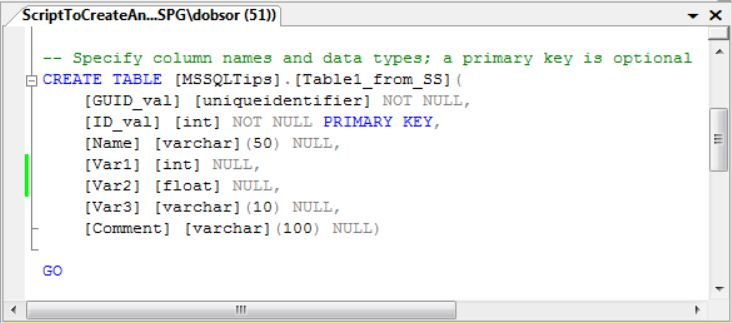 ScriptToCreateAn...SPG\dobsor (51))
-- Specify column names and data types; a primary key is optional
CREATE TABLE [MSSQLTips].[Table1_from_SS](
[GUID_val] [uniqueidentifier] NOT NULL,
[ID_val] [int] NOT NULL PRIMARY KEY,
[Name] [varchar](50) NULL,
[Var1] [int] NULL,
[Var2] [float] NULL,
[Var3] [varchar](10) NULL,
[Comment] [varchar](100) NULL)
GO